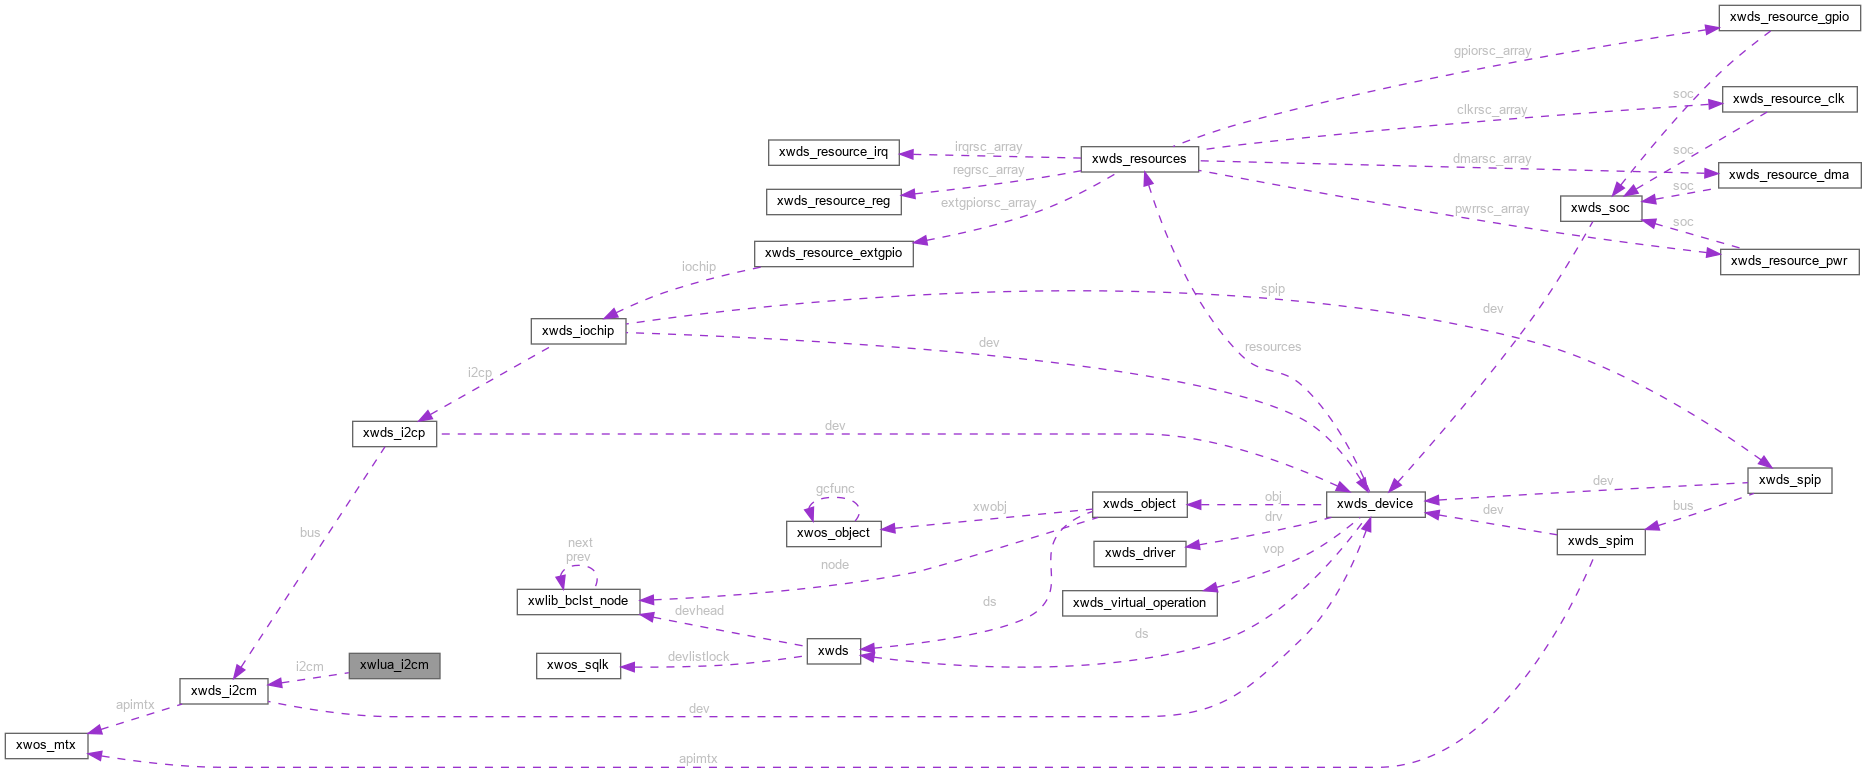 xwds_resource_gpio
gpiorsc_array
soc
xwds_resource_clk
clkrsc_array
irqrsc_array
xwds_resource_irq
xwds_resources
soc
dmarsc_array
regrsc_array
xwds_resource_dma
soc
xwds_resource_reg
extgpiorsc_array
pwrrsc_array
xwds_soc
soc
xwds_resource_extgpio
xwds_resource_pwr
iochip
spip
dev
xwds_iochip
dev
resources
i2cp
xwds_i2cp
dev
xwds_spip
dev
gcfunc
obj
xwds_object
xwds_device
xwobj
bus
dev
drv
bus
xwos_object
xwds_spim
next
prev
vop
xwds_driver
node
xwlib_bclst_node
xwds_virtual_operation
ds
devhead
ds
xwds
devlistlock
xwos_sqlk
i2cm
xwlua_i2cm
xwds_i2cm
apimtx
dev
xwos_mtx
apimtx